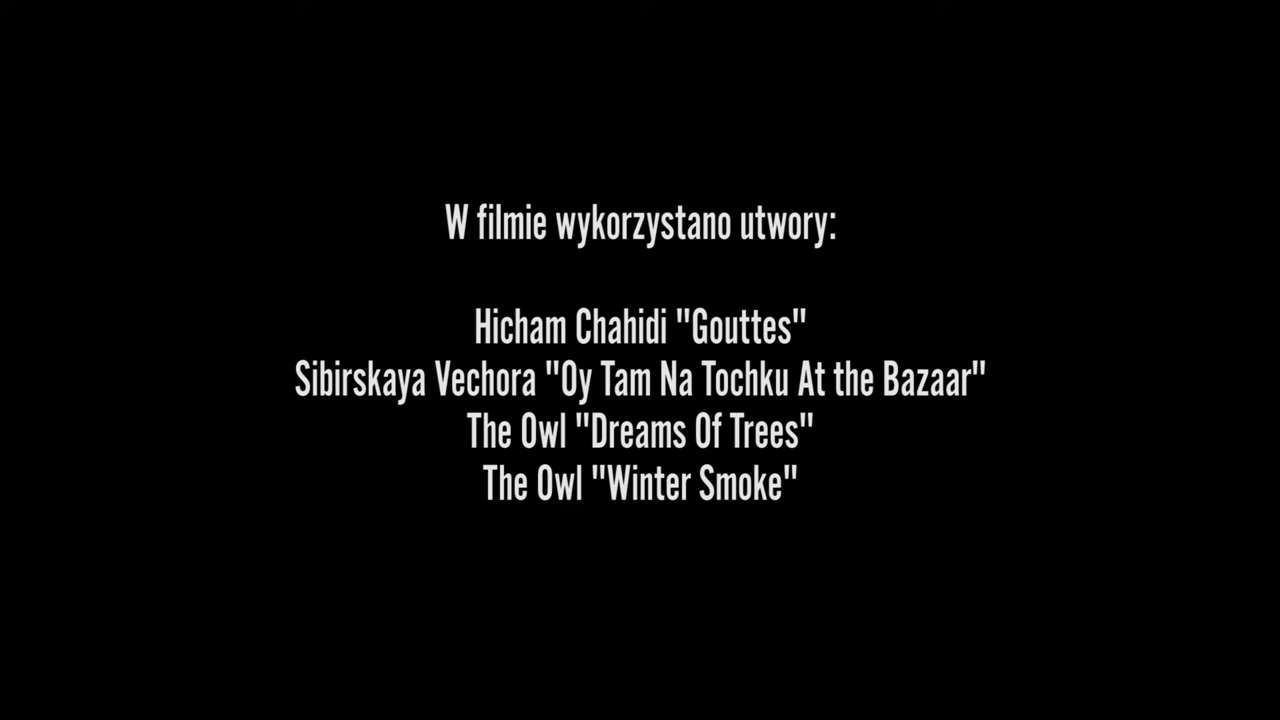 W filmie wykorzystano utwory:
Hicham Chahidi "Gouttes"
Sibirskaya Vechora "Oy Tam Na Tochku At the Bazaar"
The Owl "Dreams Of Trees"
The Owl "Winter Smoke"